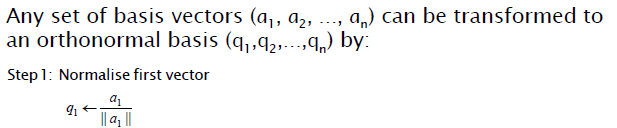 Any set of basis vectors (a₁, a₂, ..., aₙ) can be transformed to
an orthonormal basis (q₁,q₂,...,qₙ) by:
Step 1: Normalise first vector
q₁ ← a₁ / ‖ a₁ ‖